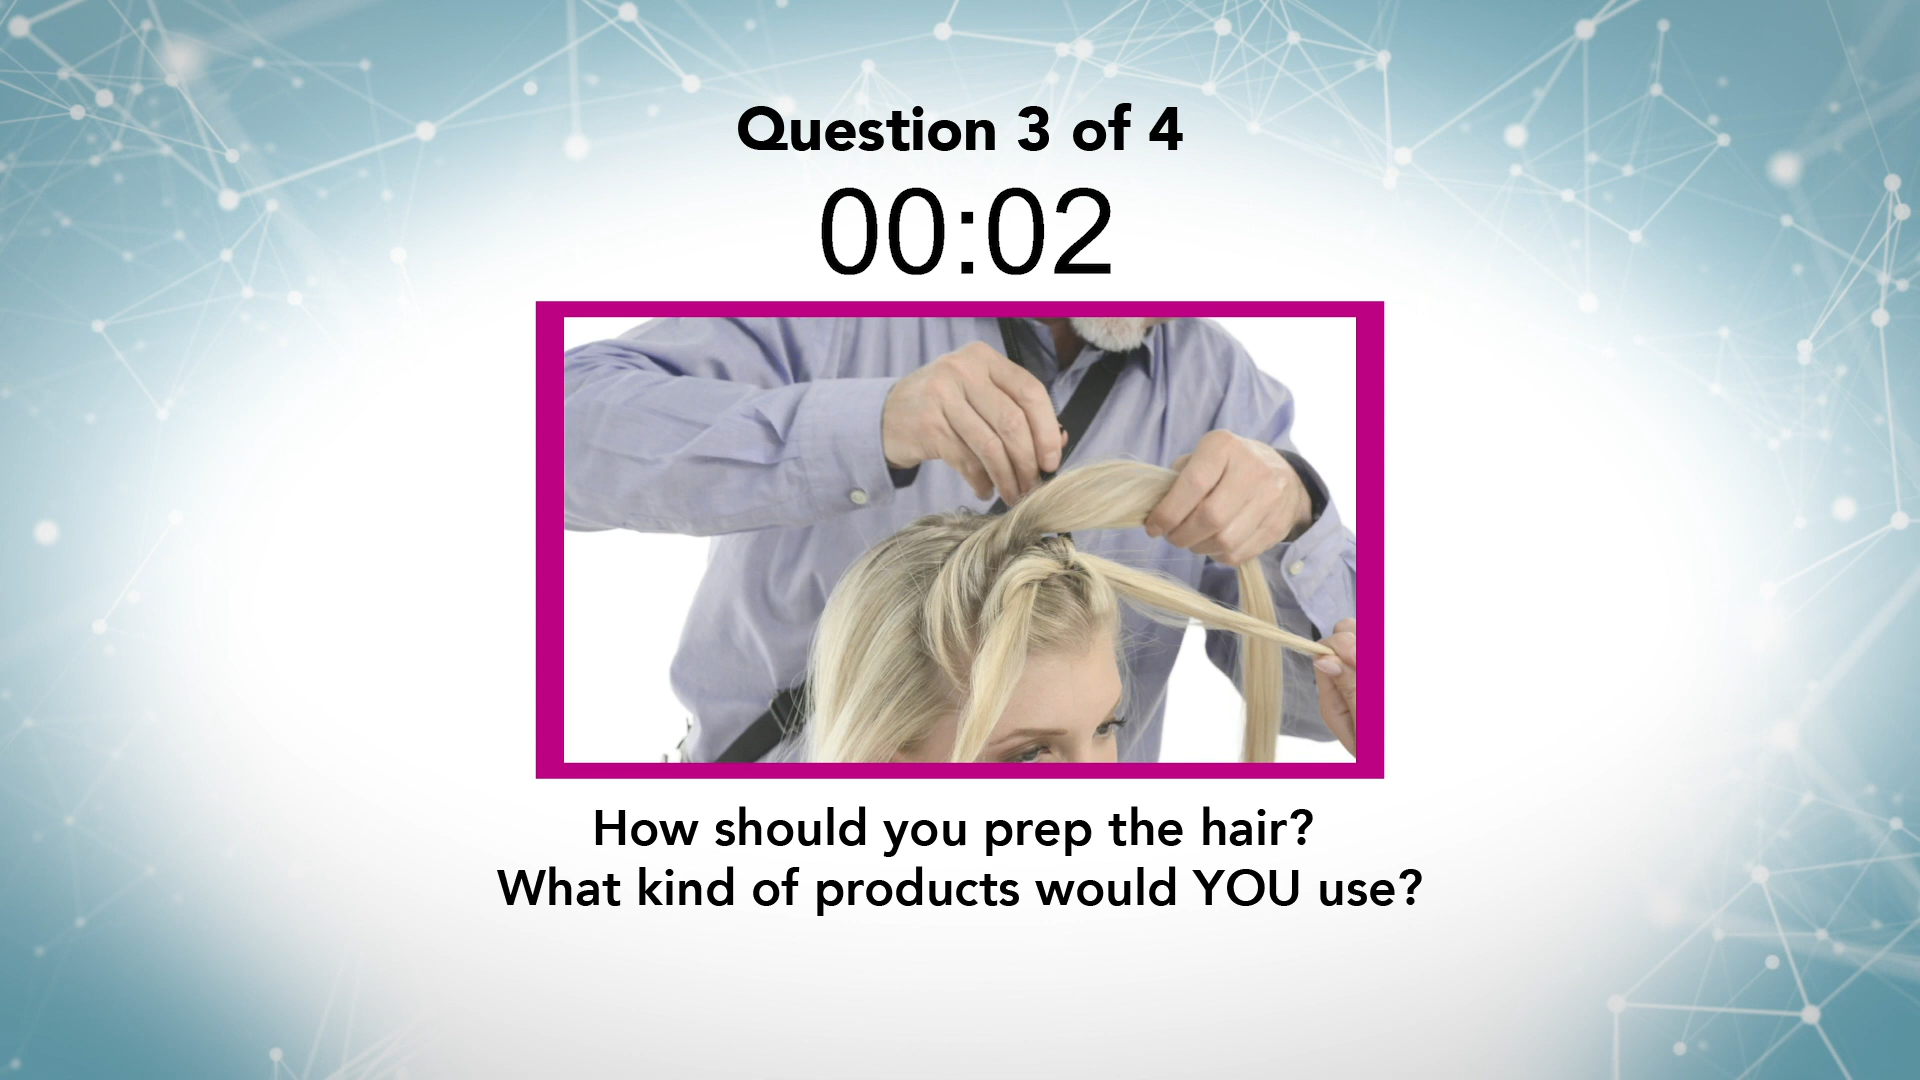 Question 3 of 4
00:02
How should you prep the hair?
What kind of products would YOU use?